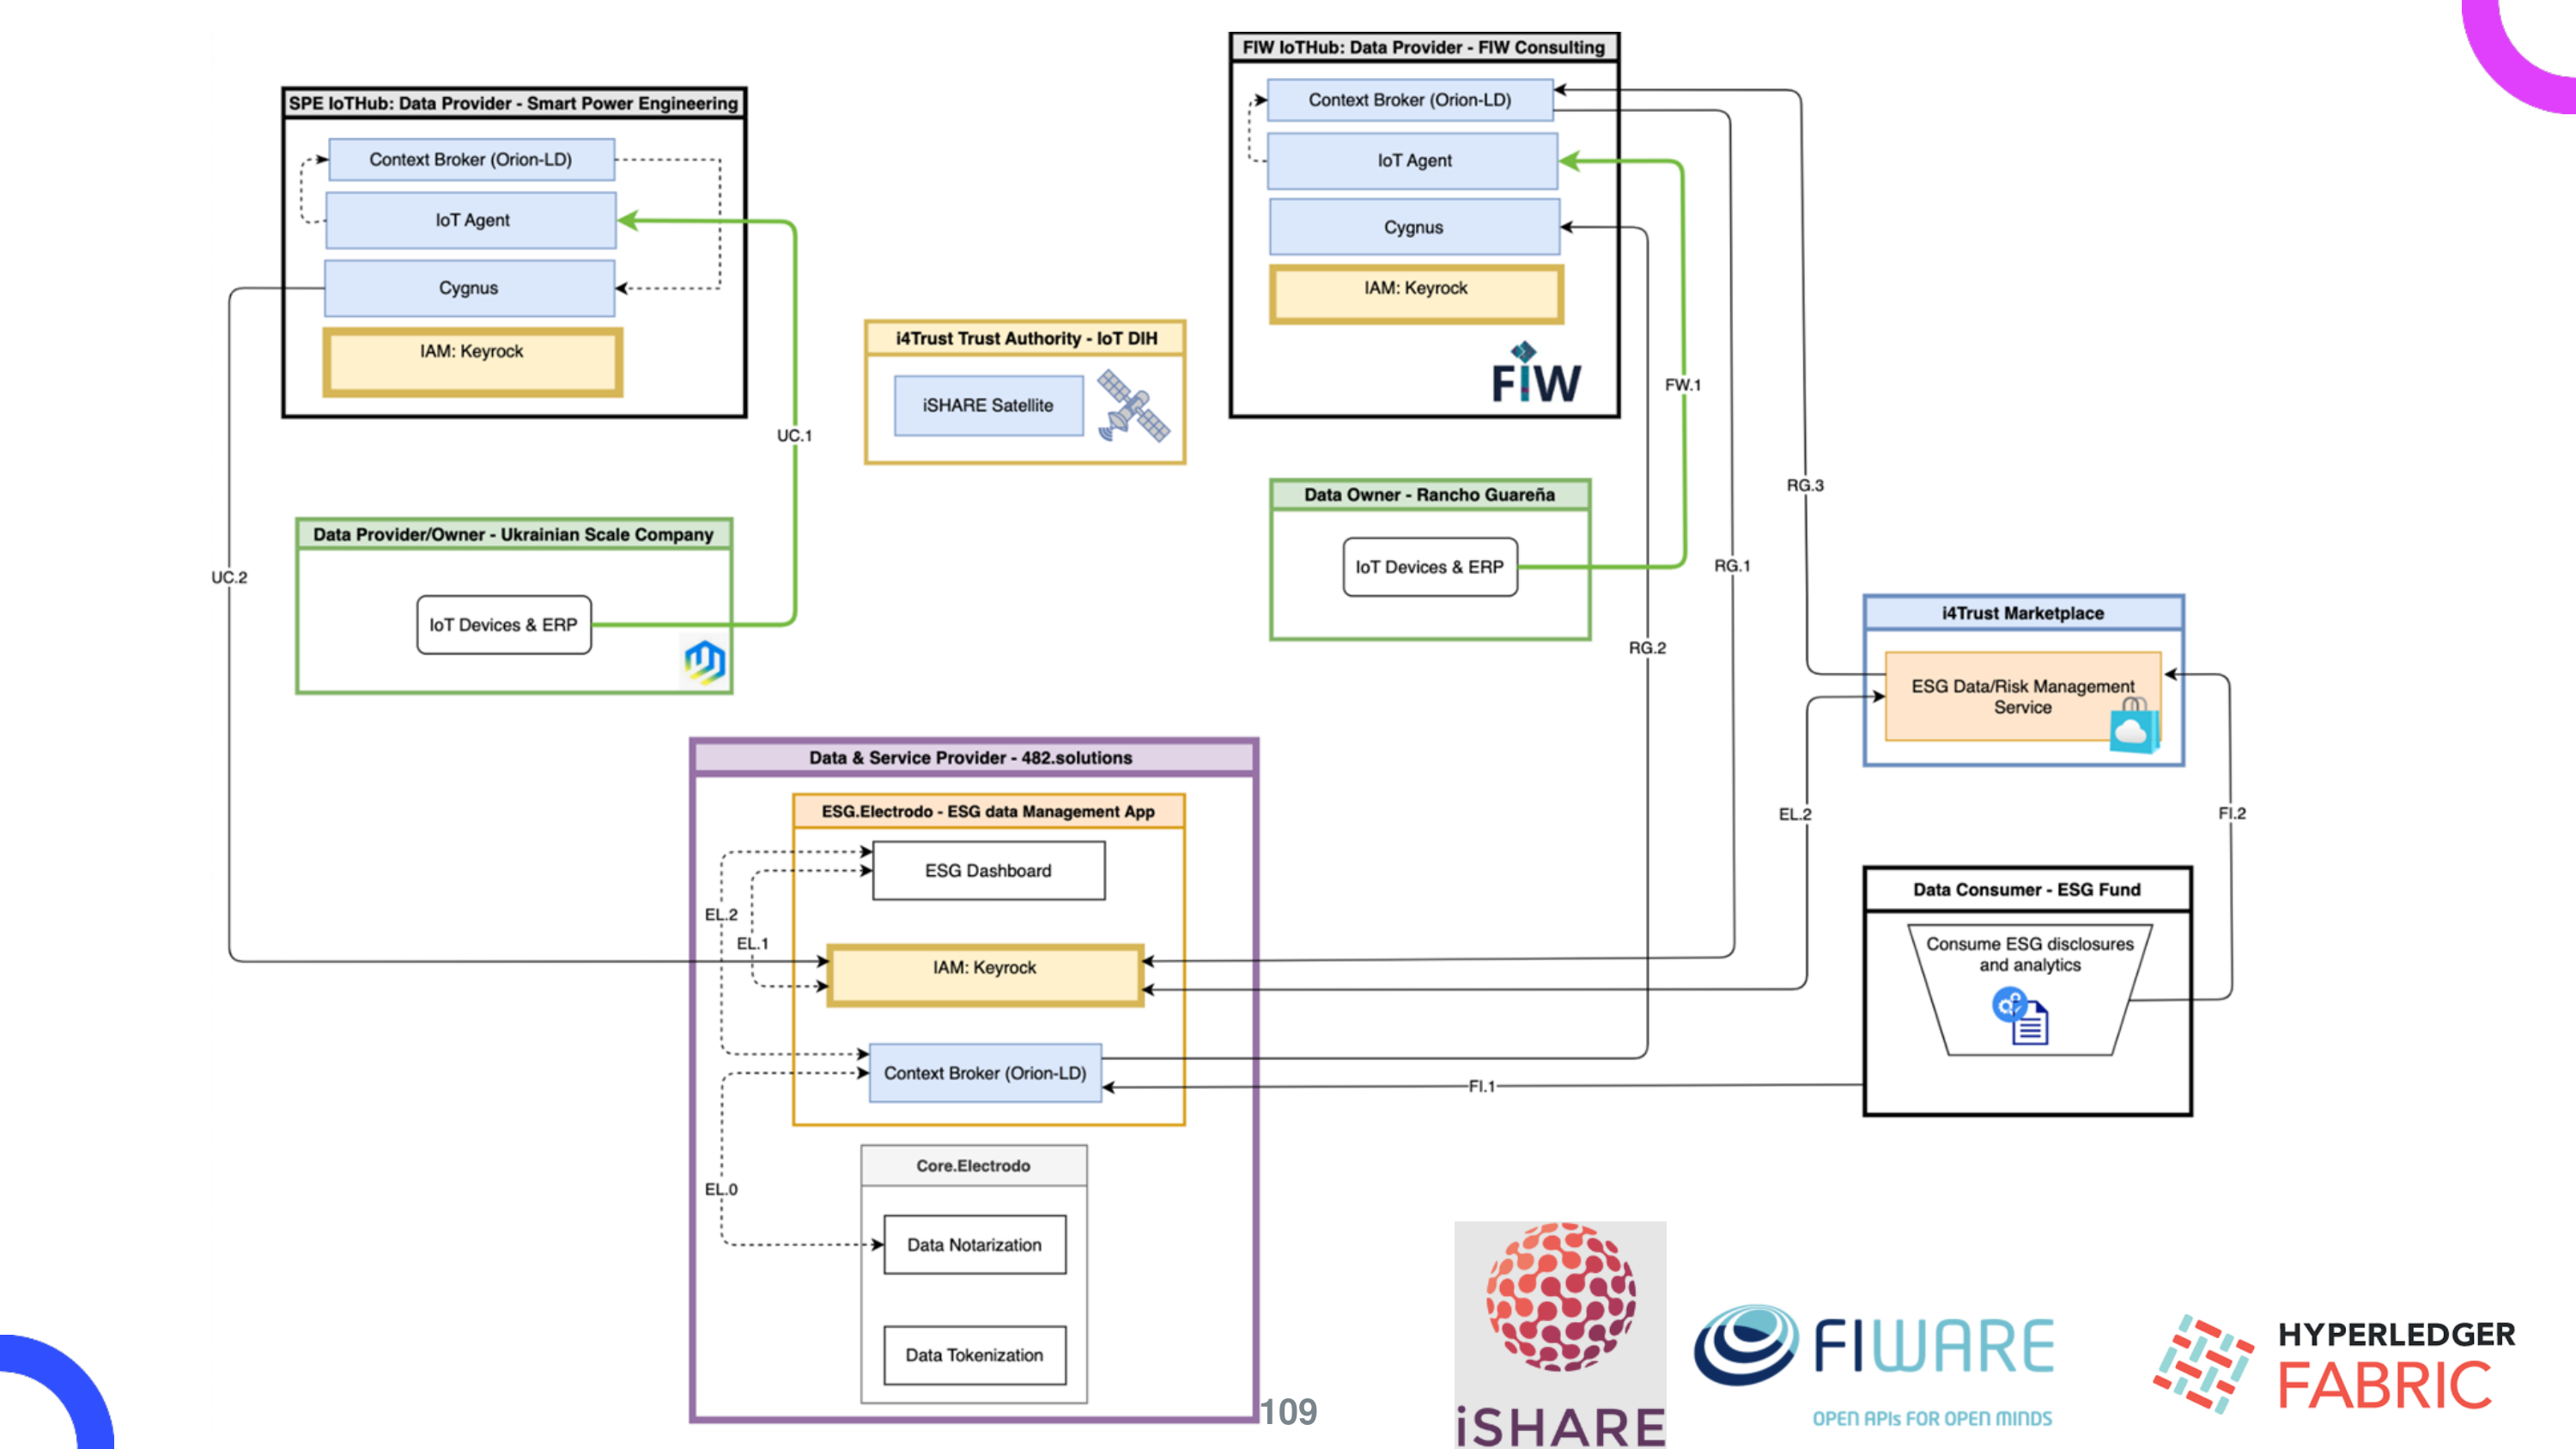 SPE IoTHub: Data Provider - Smart Power Engineering
Context Broker (Orion-LD)
IoT Agent
Cygnus
IAM: Keyrock
FIW IoTHub: Data Provider - FIW Consulting
Context Broker (Orion-LD)
IoT Agent
Cygnus
IAM: Keyrock
FIW
i4Trust Trust Authority - IoT DIH
iSHARE Satellite
UC.1
FW.1
Data Provider/Owner - Ukrainian Scale Company
IoT Devices & ERP
UC.2
Data Owner - Rancho Guareña
IoT Devices & ERP
RG.3
RG.1
RG.2
i4Trust Marketplace
ESG Data/Risk Management
Service
EL.2
FI.2
Data & Service Provider - 482.solutions
ESG.Electrodo - ESG data Management App
ESG Dashboard
EL.2
EL.1
IAM: Keyrock
Context Broker (Orion-LD)
FI.1
Data Consumer - ESG Fund
Consume ESG disclosures
and analytics
Core.Electrodo
EL.0
Data Notarization
Data Tokenization
109
iSHARE
FIWARE
OPEN APIs FOR OPEN MINDS
HYPERLEDGER
FABRIC